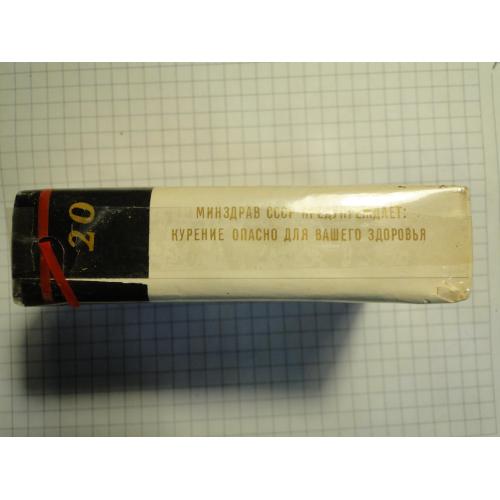 20
МИНЗДРАВ СССР ПРЕДУПРЕЖДАЕТ:
КУРЕНИЕ ОПАСНО ДЛЯ ВАШЕГО ЗДОРОВЬЯ